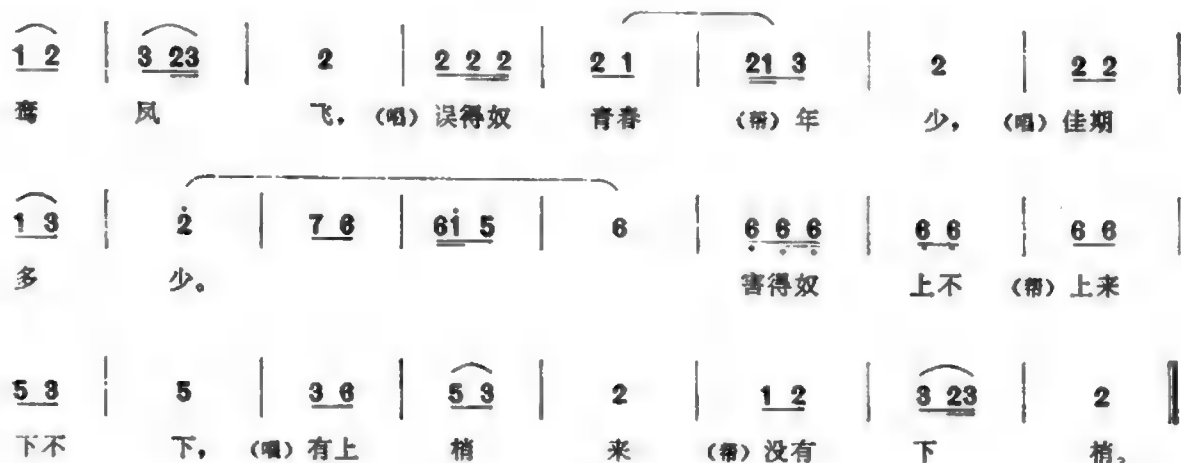 1 2 | 3 23 | 2 | 2 2 2 | 2 1 | 21 3 | 2 | 2 2 |
鸾 凤 飞,(唱)误得奴 青春 (帮)年 少,(唱)佳期
1 3 | 2̇ | 7 6 | 6i̇ 5 | 6 | 6̣ 6̣ 6̣ | 6̣ 6̣ | 6 6 |
多 少。 害得奴 上不 (帮)上来
5 3 | 5 | 3 6 | 5 3 | 2 | 1 2 | 3 23 | 2 ‖
下不 下,(唱)有上 梢 来 (帮)没有 下 梢。